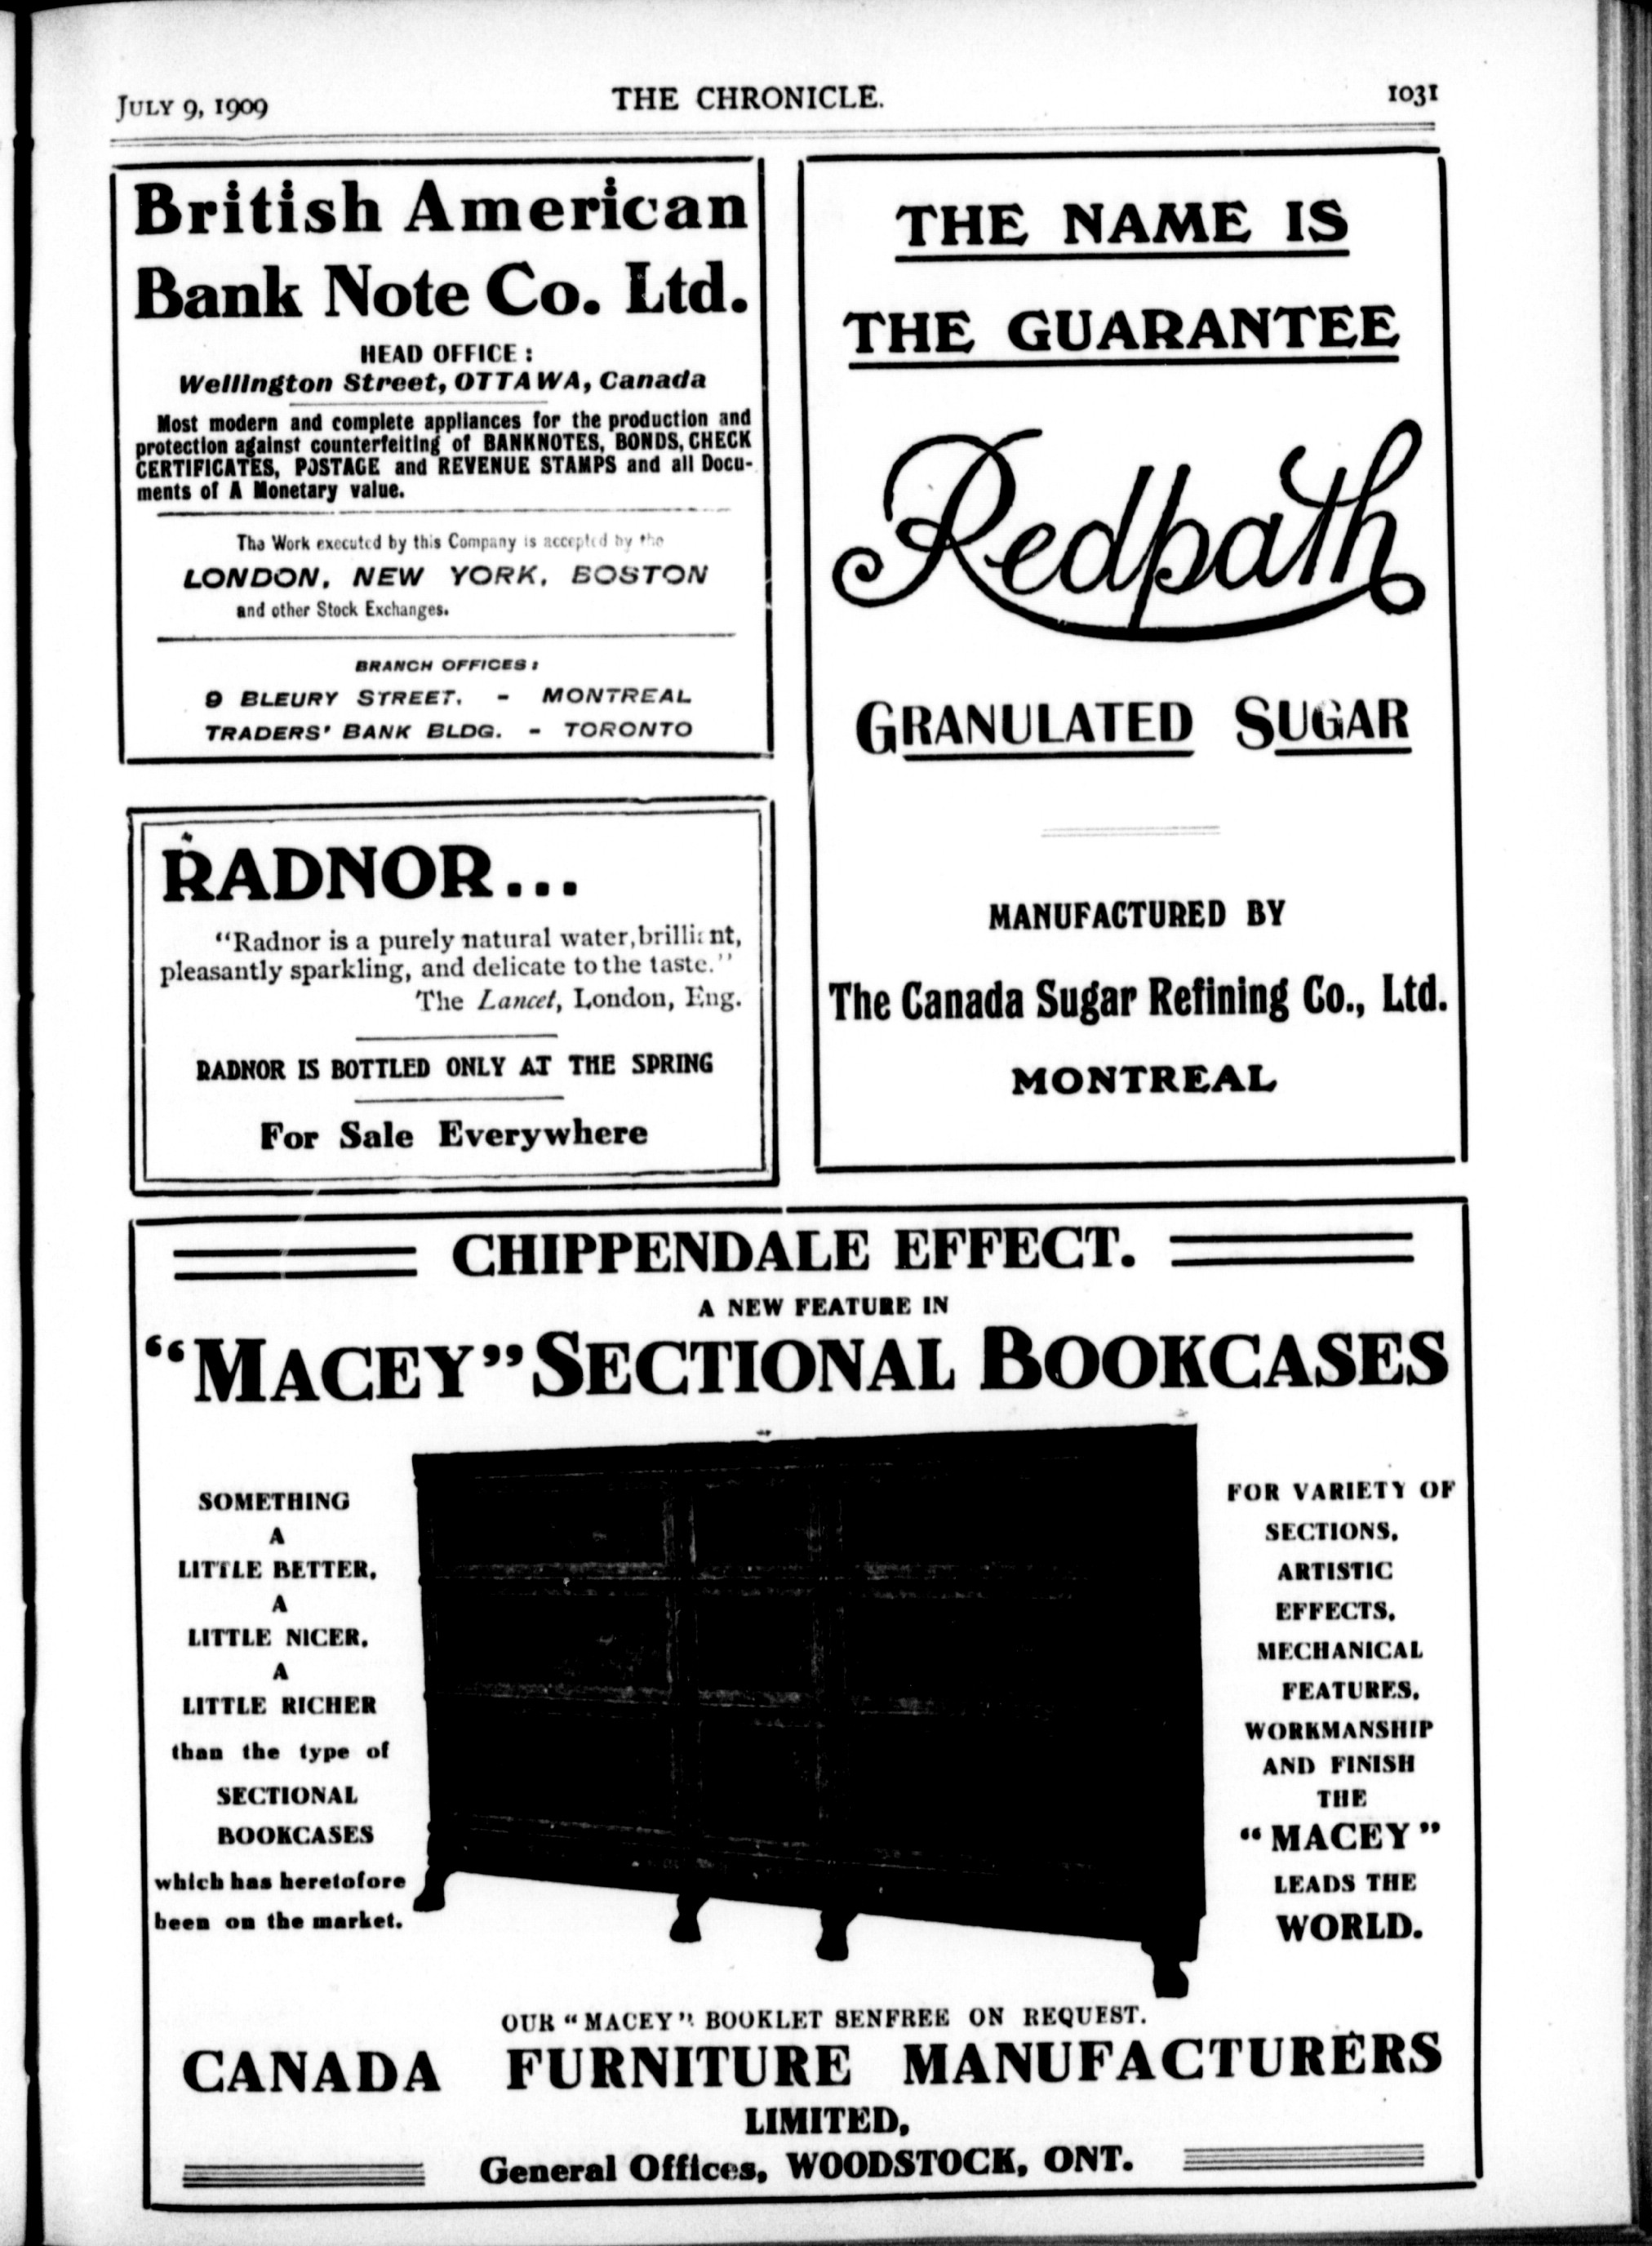 JULY 9, 1909
THE CHRONICLE.
1031
British American
Bank Note Co. Ltd.
HEAD OFFICE :
Wellington Street, OTTAWA, Canada
Most modern and complete appliances for the production and
protection against counterfeiting of BANKNOTES, BONDS, CHECK
CERTIFICATES, POSTAGE and REVENUE STAMPS and all Docu-
ments of A Monetary value.
The Work executed by this Company is accepted by the
LONDON, NEW YORK, BOSTON
and other Stock Exchanges.
BRANCH OFFICES :
9 BLEURY STREET. - MONTREAL
TRADERS' BANK BLDG. - TORONTO
RADNOR...
"Radnor is a purely natural water, brilliant,
pleasantly sparkling, and delicate to the taste."
The Lancet, London, Eng.
RADNOR IS BOTTLED ONLY AT THE SPRING
For Sale Everywhere
THE NAME IS
THE GUARANTEE
Redpath
GRANULATED SUGAR
MANUFACTURED BY
The Canada Sugar Refining Co., Ltd.
MONTREAL
CHIPPENDALE EFFECT.
A NEW FEATURE IN
"MACEY" SECTIONAL BOOKCASES
SOMETHING
A
LITTLE BETTER,
A
LITTLE NICER,
A
LITTLE RICHER
than the type of
SECTIONAL
BOOKCASES
which has heretofore
been on the market.
FOR VARIETY OF
SECTIONS,
ARTISTIC
EFFECTS,
MECHANICAL
FEATURES,
WORKMANSHIP
AND FINISH
THE
"MACEY"
LEADS THE
WORLD.
OUR "MACEY" BOOKLET SENFREE ON REQUEST.
CANADA FURNITURE MANUFACTURERS
LIMITED,
General Offices, WOODSTOCK, ONT.